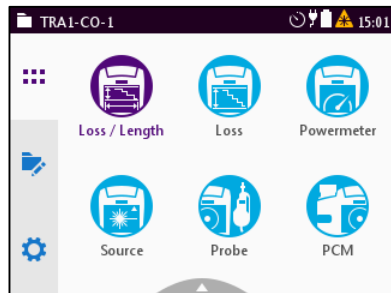 TRA1-CO-1 15:01
Loss / Length Loss Powermeter
Source Probe PCM